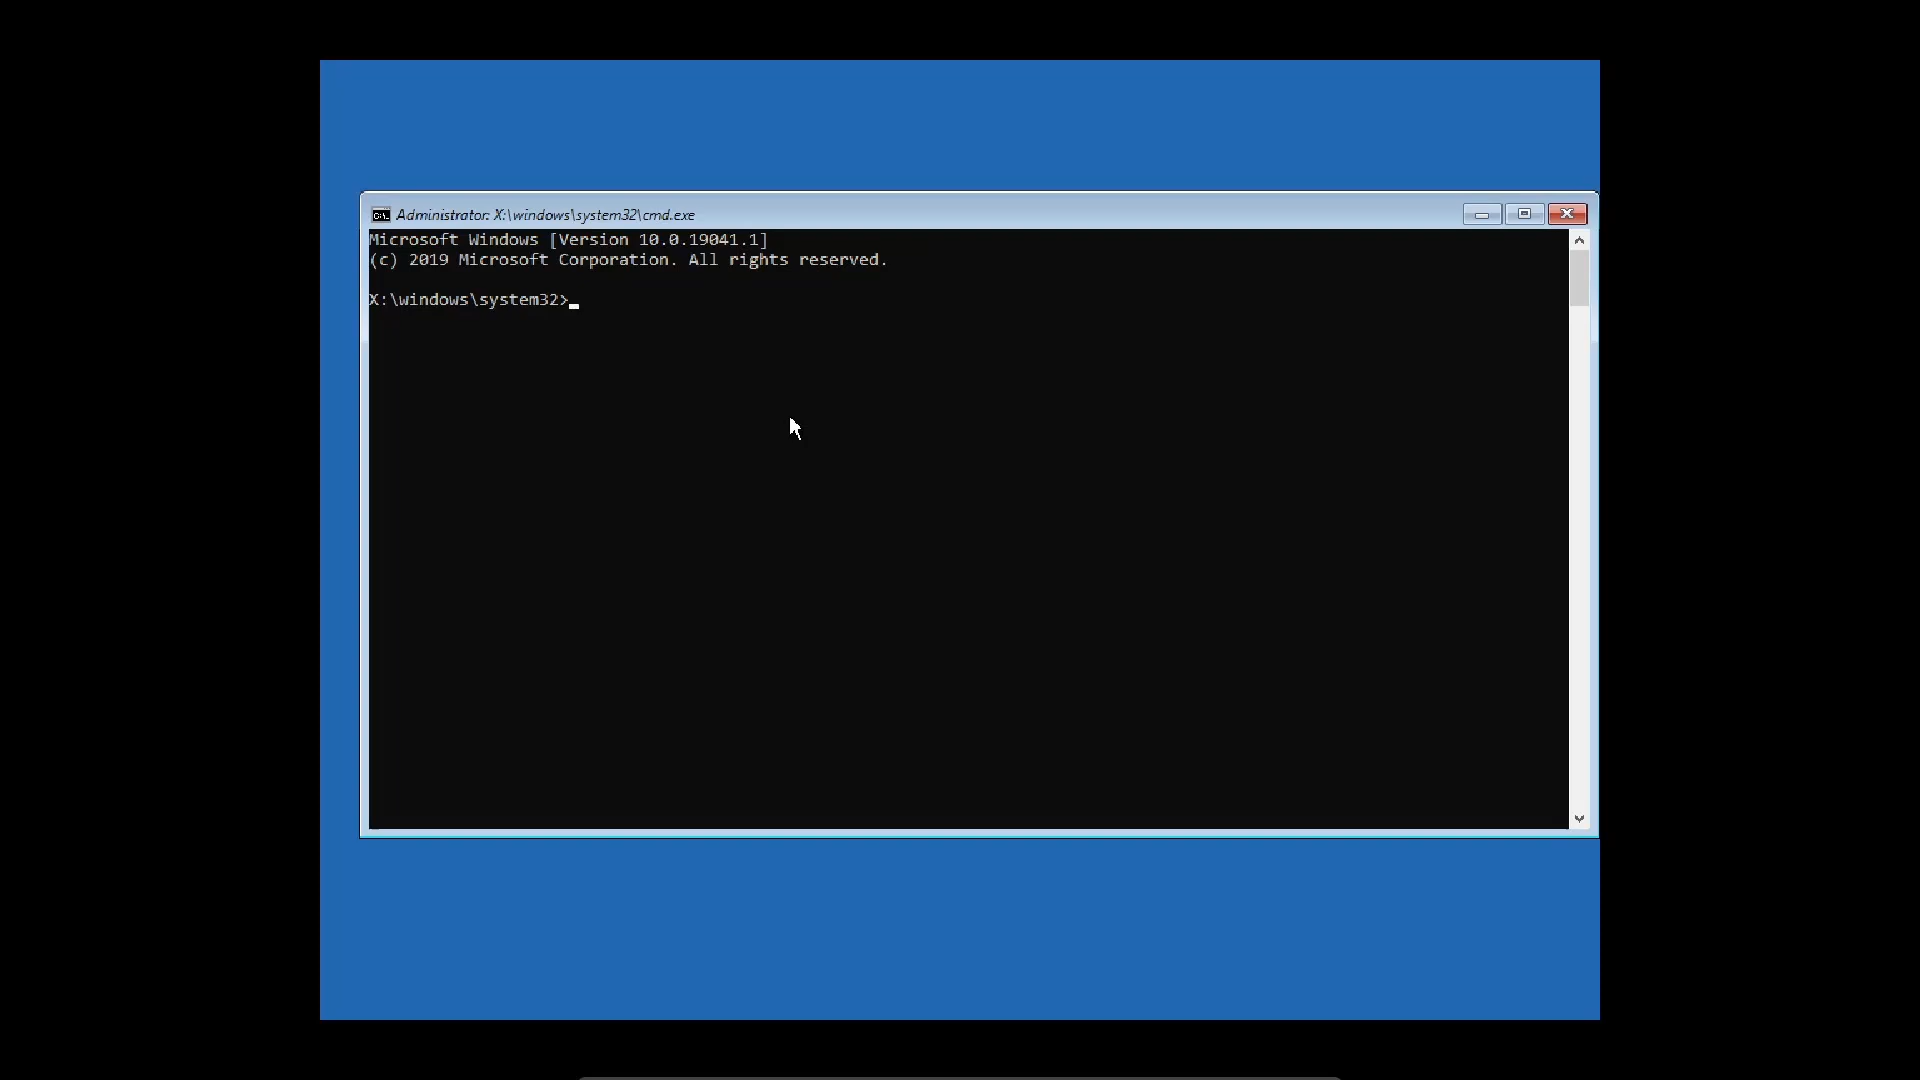 Administrator: X:\windows\system32\cmd.exe
Microsoft Windows [Version 10.0.19041.1]
(c) 2019 Microsoft Corporation. All rights reserved.
X:\windows\system32>